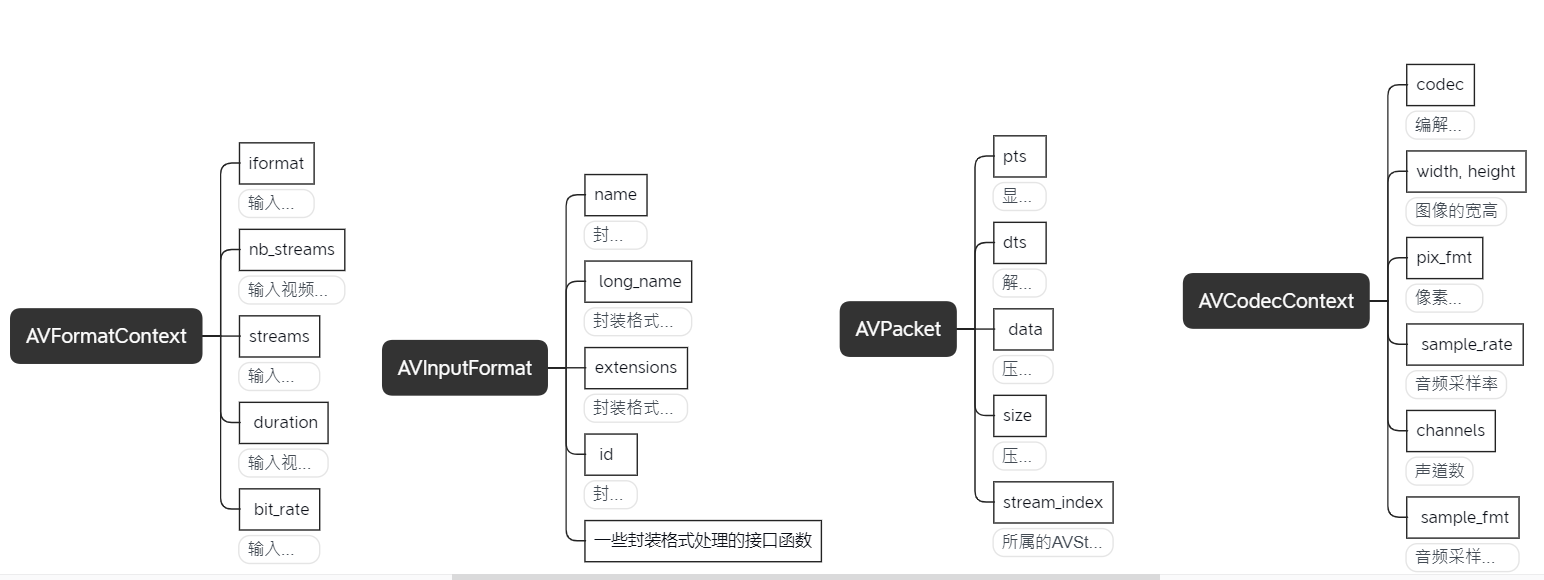 AVFormatContext
iformat
输入...
nb_streams
输入视频...
streams
输入...
duration
输入视...
bit_rate
输入...
AVInputFormat
name
封...
long_name
封装格式...
extensions
封装格式...
id
封...
一些封装格式处理的接口函数
AVPacket
pts
显...
dts
解...
data
压...
size
压...
stream_index
所属的AVSt...
AVCodecContext
codec
编解...
width, height
图像的宽高
pix_fmt
像素...
sample_rate
音频采样率
channels
声道数
sample_fmt
音频采样...